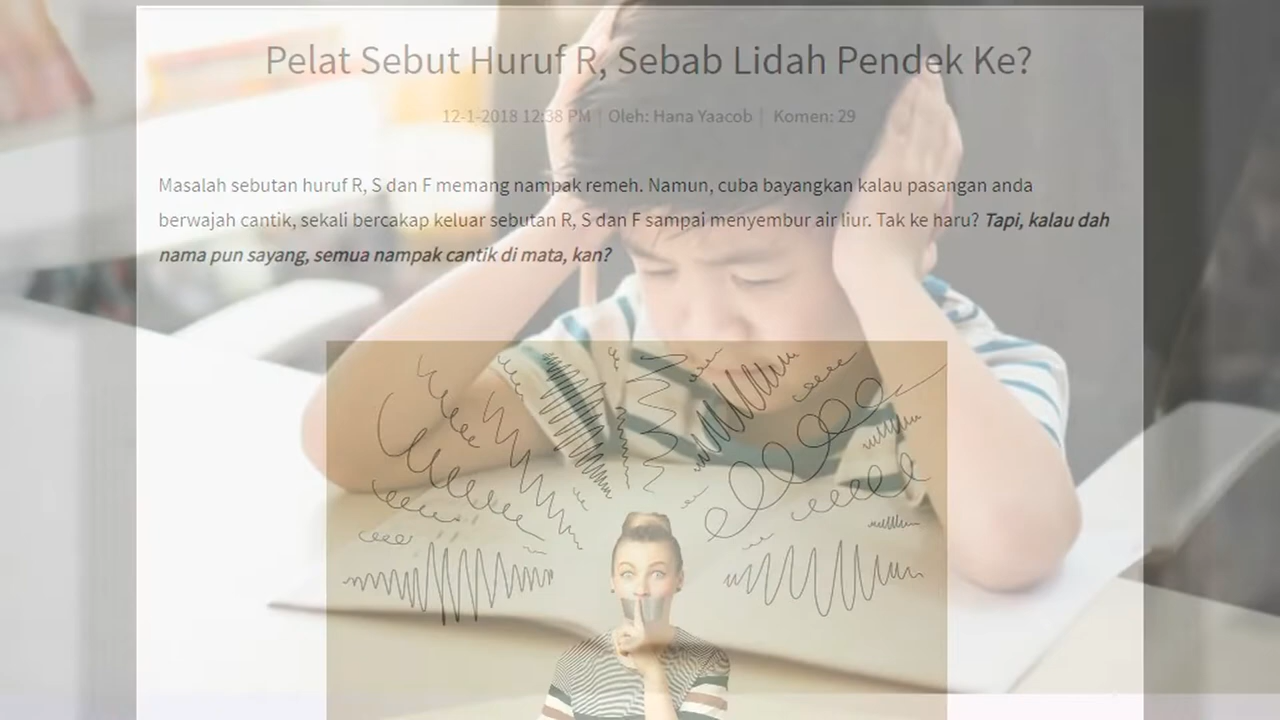 Pelat Sebut Huruf R, Sebab Lidah Pendek Ke?
12-1-2018 12:38 PM | Oleh: Hana Yaacob | Komen: 29
Masalah sebutan huruf R, S dan F memang nampak remeh. Namun, cuba bayangkan kalau pasangan anda
berwajah cantik, sekali bercakap keluar sebutan R, S dan F sampai menyembur air liur. Tak ke haru? Tapi, kalau dah
nama pun sayang, semua nampak cantik di mata, kan?